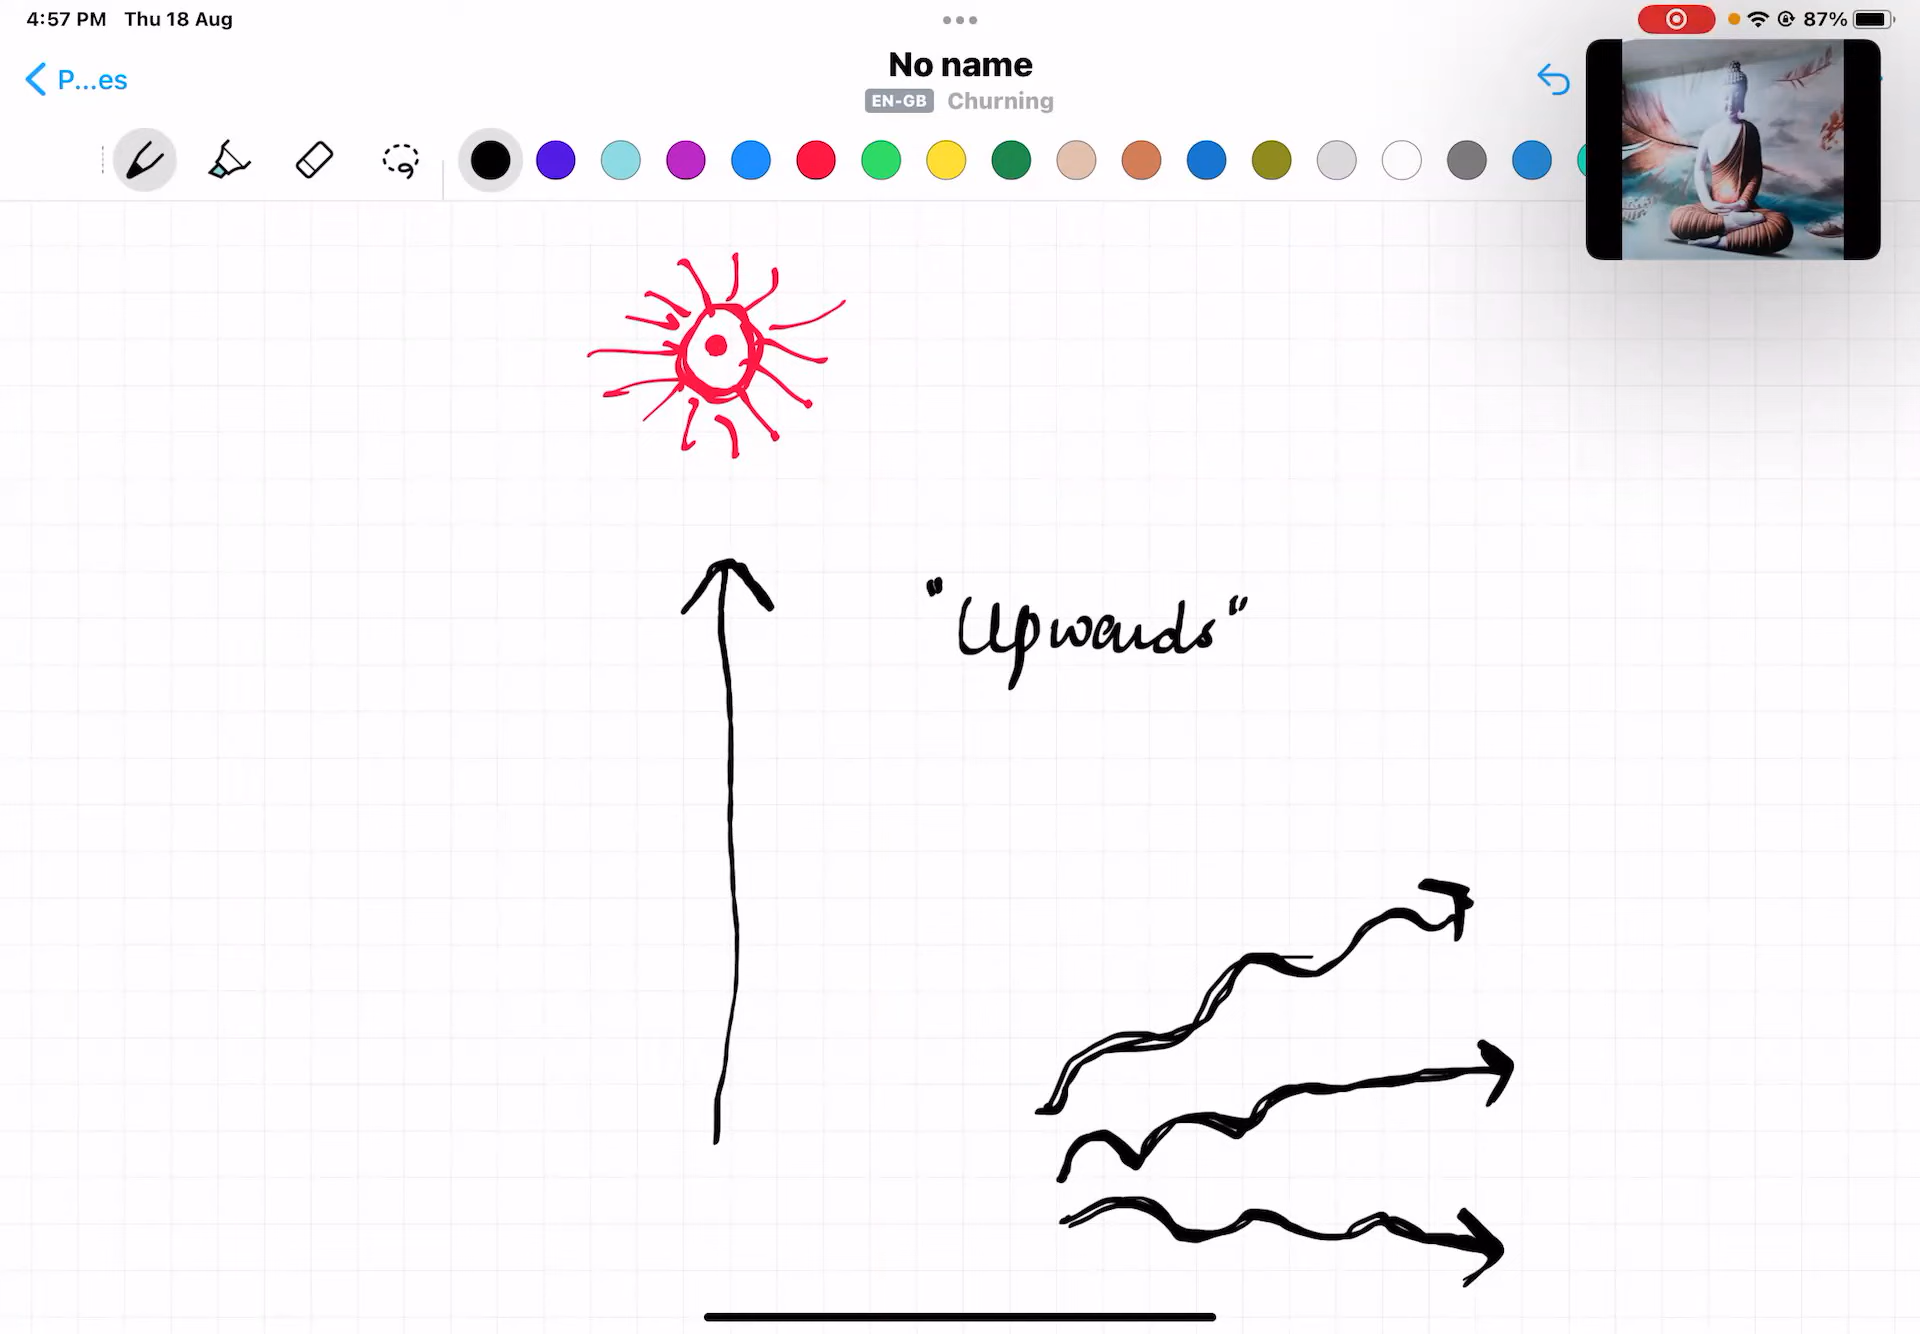 4:57 PM Thu 18 Aug
87%
P...es
No name
EN-GB Churning
"Upwards"